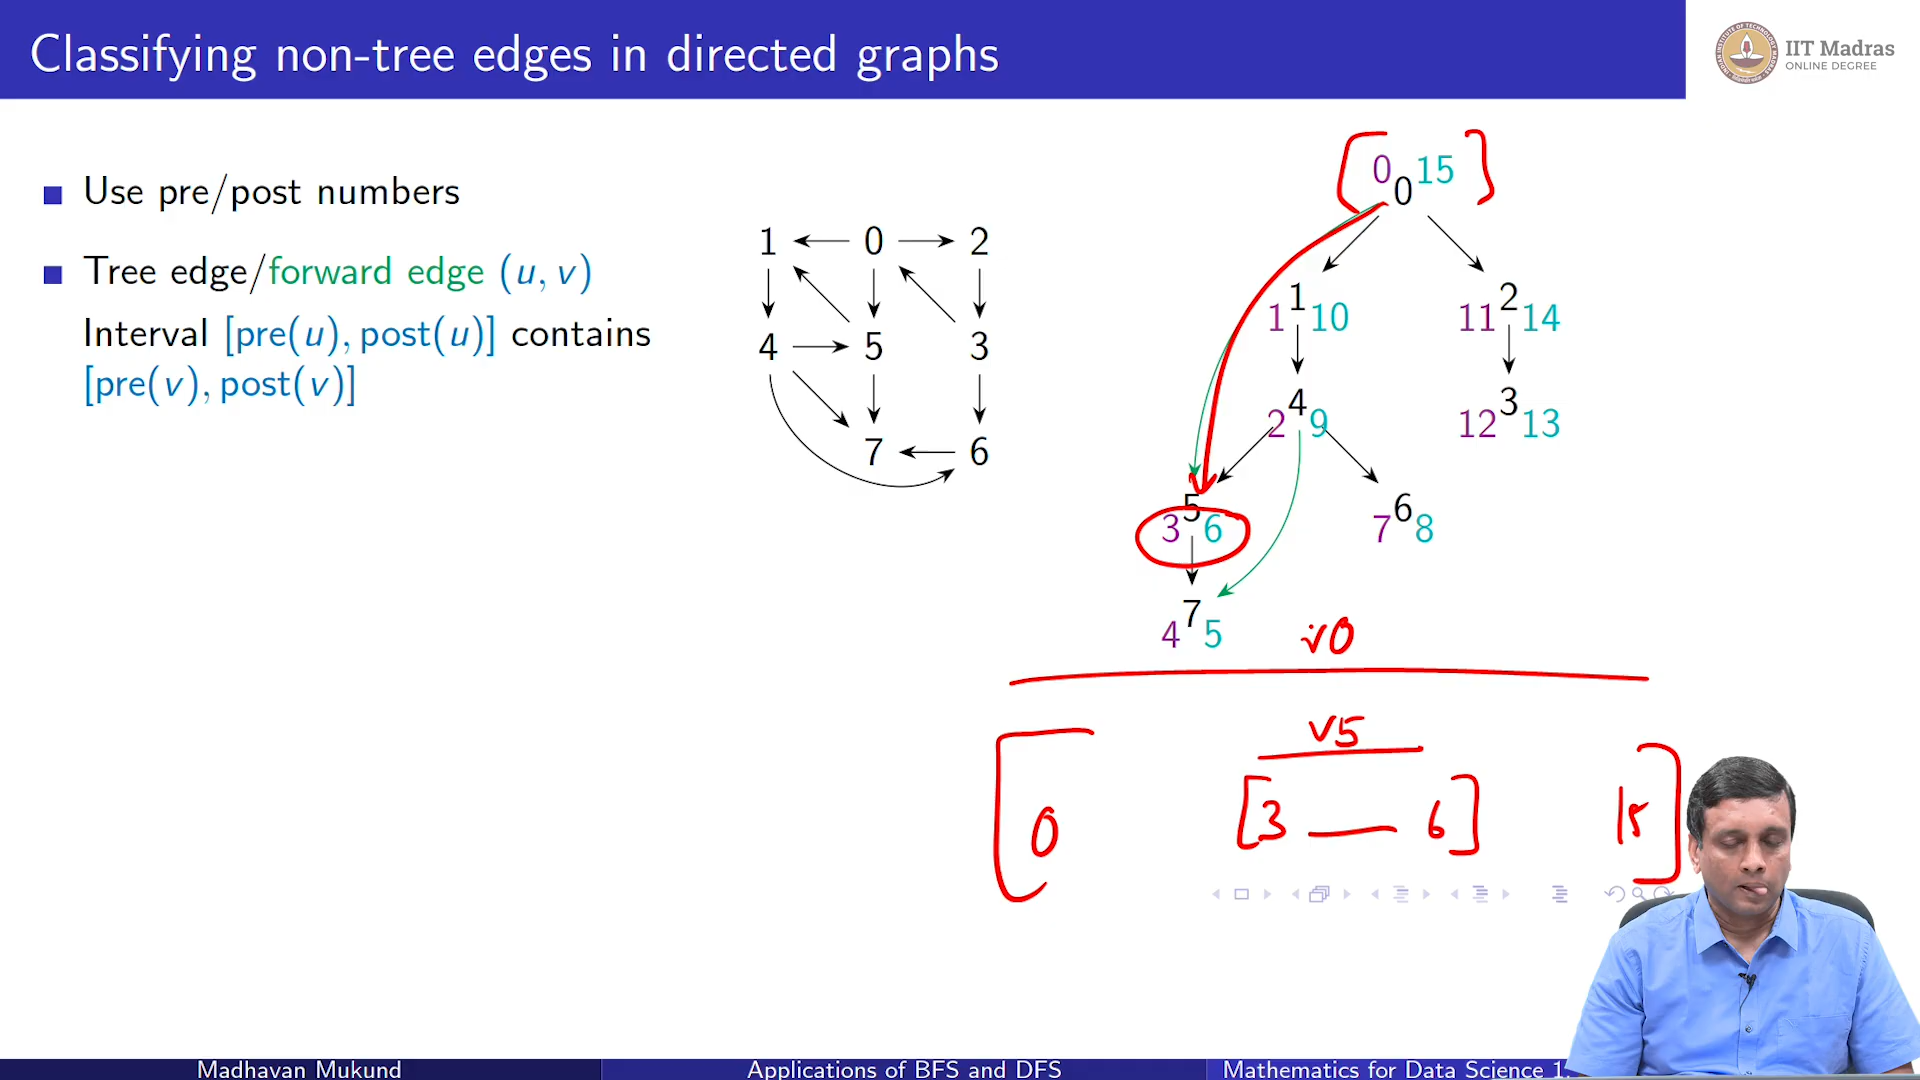 Classifying non-tree edges in directed graphs
IIT Madras
ONLINE DEGREE
Use pre/post numbers
Tree edge/forward edge (u, v)
Interval [pre(u), post(u)] contains
[pre(v), post(v)]
1 0 2
4 5 3
7 6
[0 15]
0
1 2
1 10 11 14
4 3
2 9 12 13
5 6
3 6 7 8
7
4 5
v0
v5
[0 [3 — 6] 15]
Madhavan Mukund
Applications of BFS and DFS
Mathematics for Data Science 1